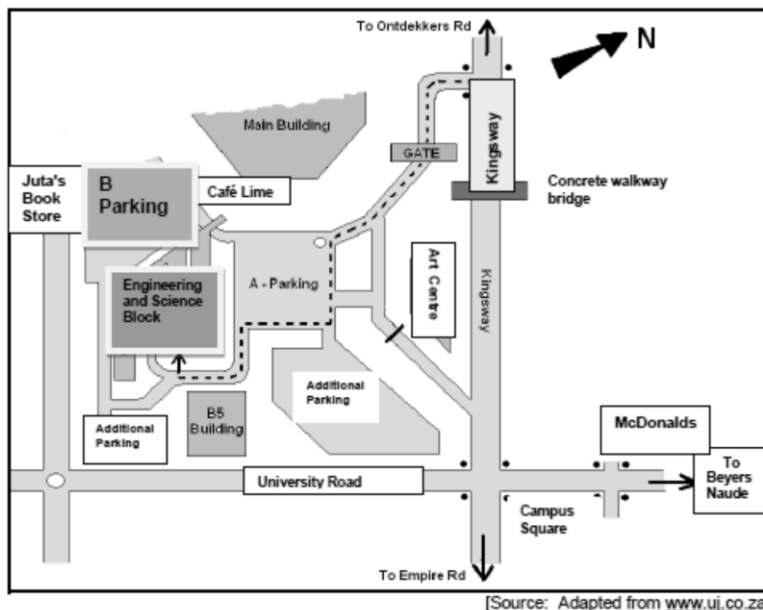 To Ontdekkers Rd
N
Main Building
GATE
Kingsway
Juta's
Book
Store
B
Parking
Café Lime
Concrete walkway
bridge
Engineering
and Science
Block
A - Parking
Art Centre
Kingsway
Additional
Parking
B5
Building
Additional
Parking
McDonalds
University Road
To
Beyers
Naude
Campus
Square
To Empire Rd
[Source: Adapted from www.uj.co.za